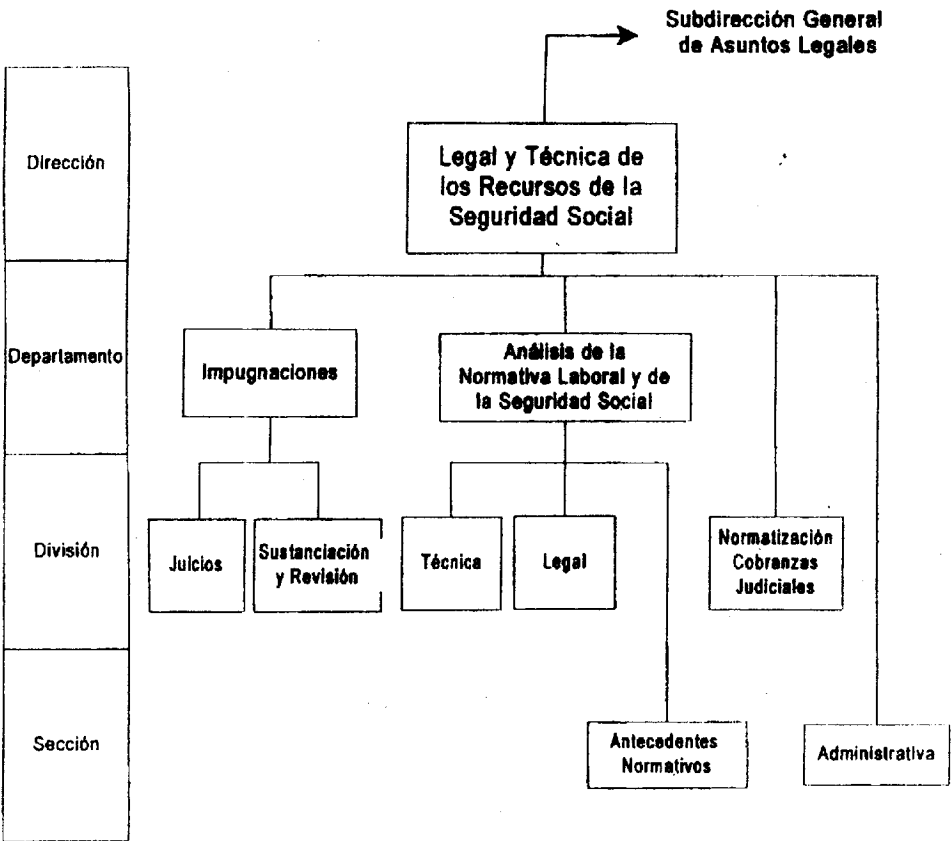 Subdirección General
de Asuntos Legales
Dirección
Legal y Técnica de
los Recursos de la
Seguridad Social
Departamento
Impugnaciones
Análisis de la
Normativa Laboral y de
la Seguridad Social
División
Juicios
Sustanciación
y Revisión
Técnica
Legal
Normatización
Cobranzas
Judiciales
Sección
Antecedentes
Normativos
Administrativa